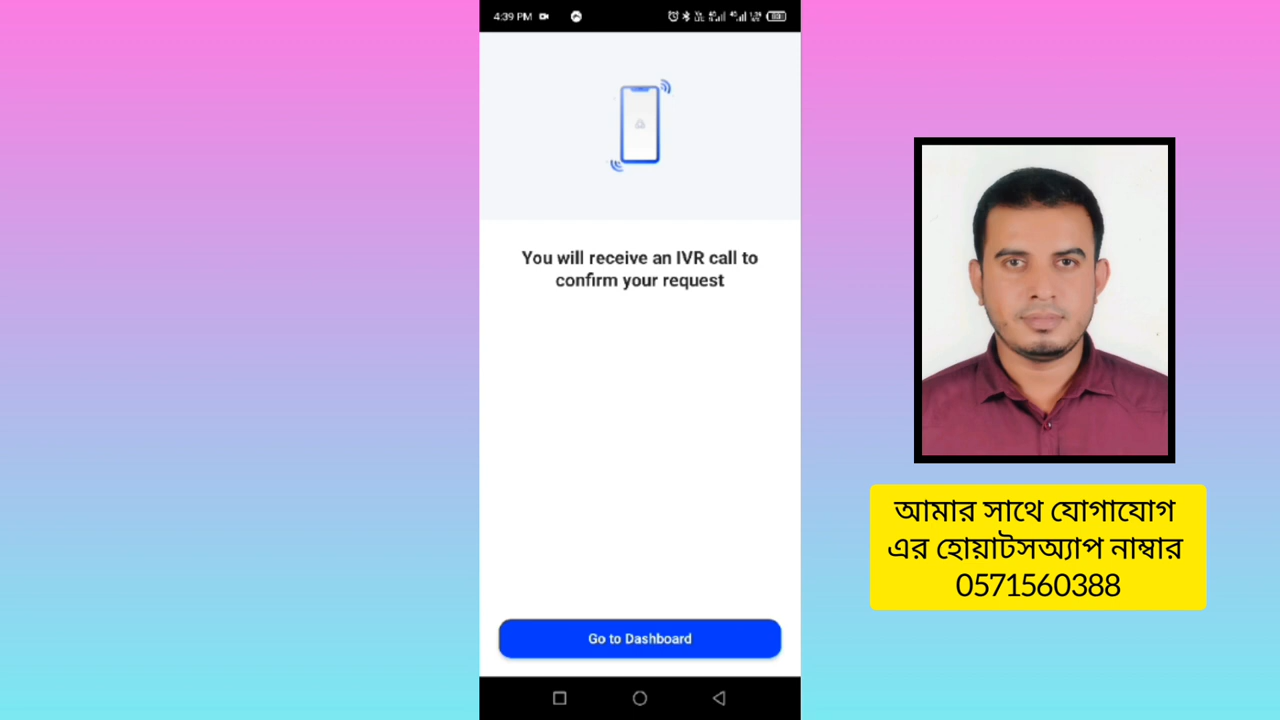 4:39 PM
You will receive an IVR call to
confirm your request
Go to Dashboard
আমার সাথে যোগাযোগ
এর হোয়াটসঅ্যাপ নাম্বার
0571560388